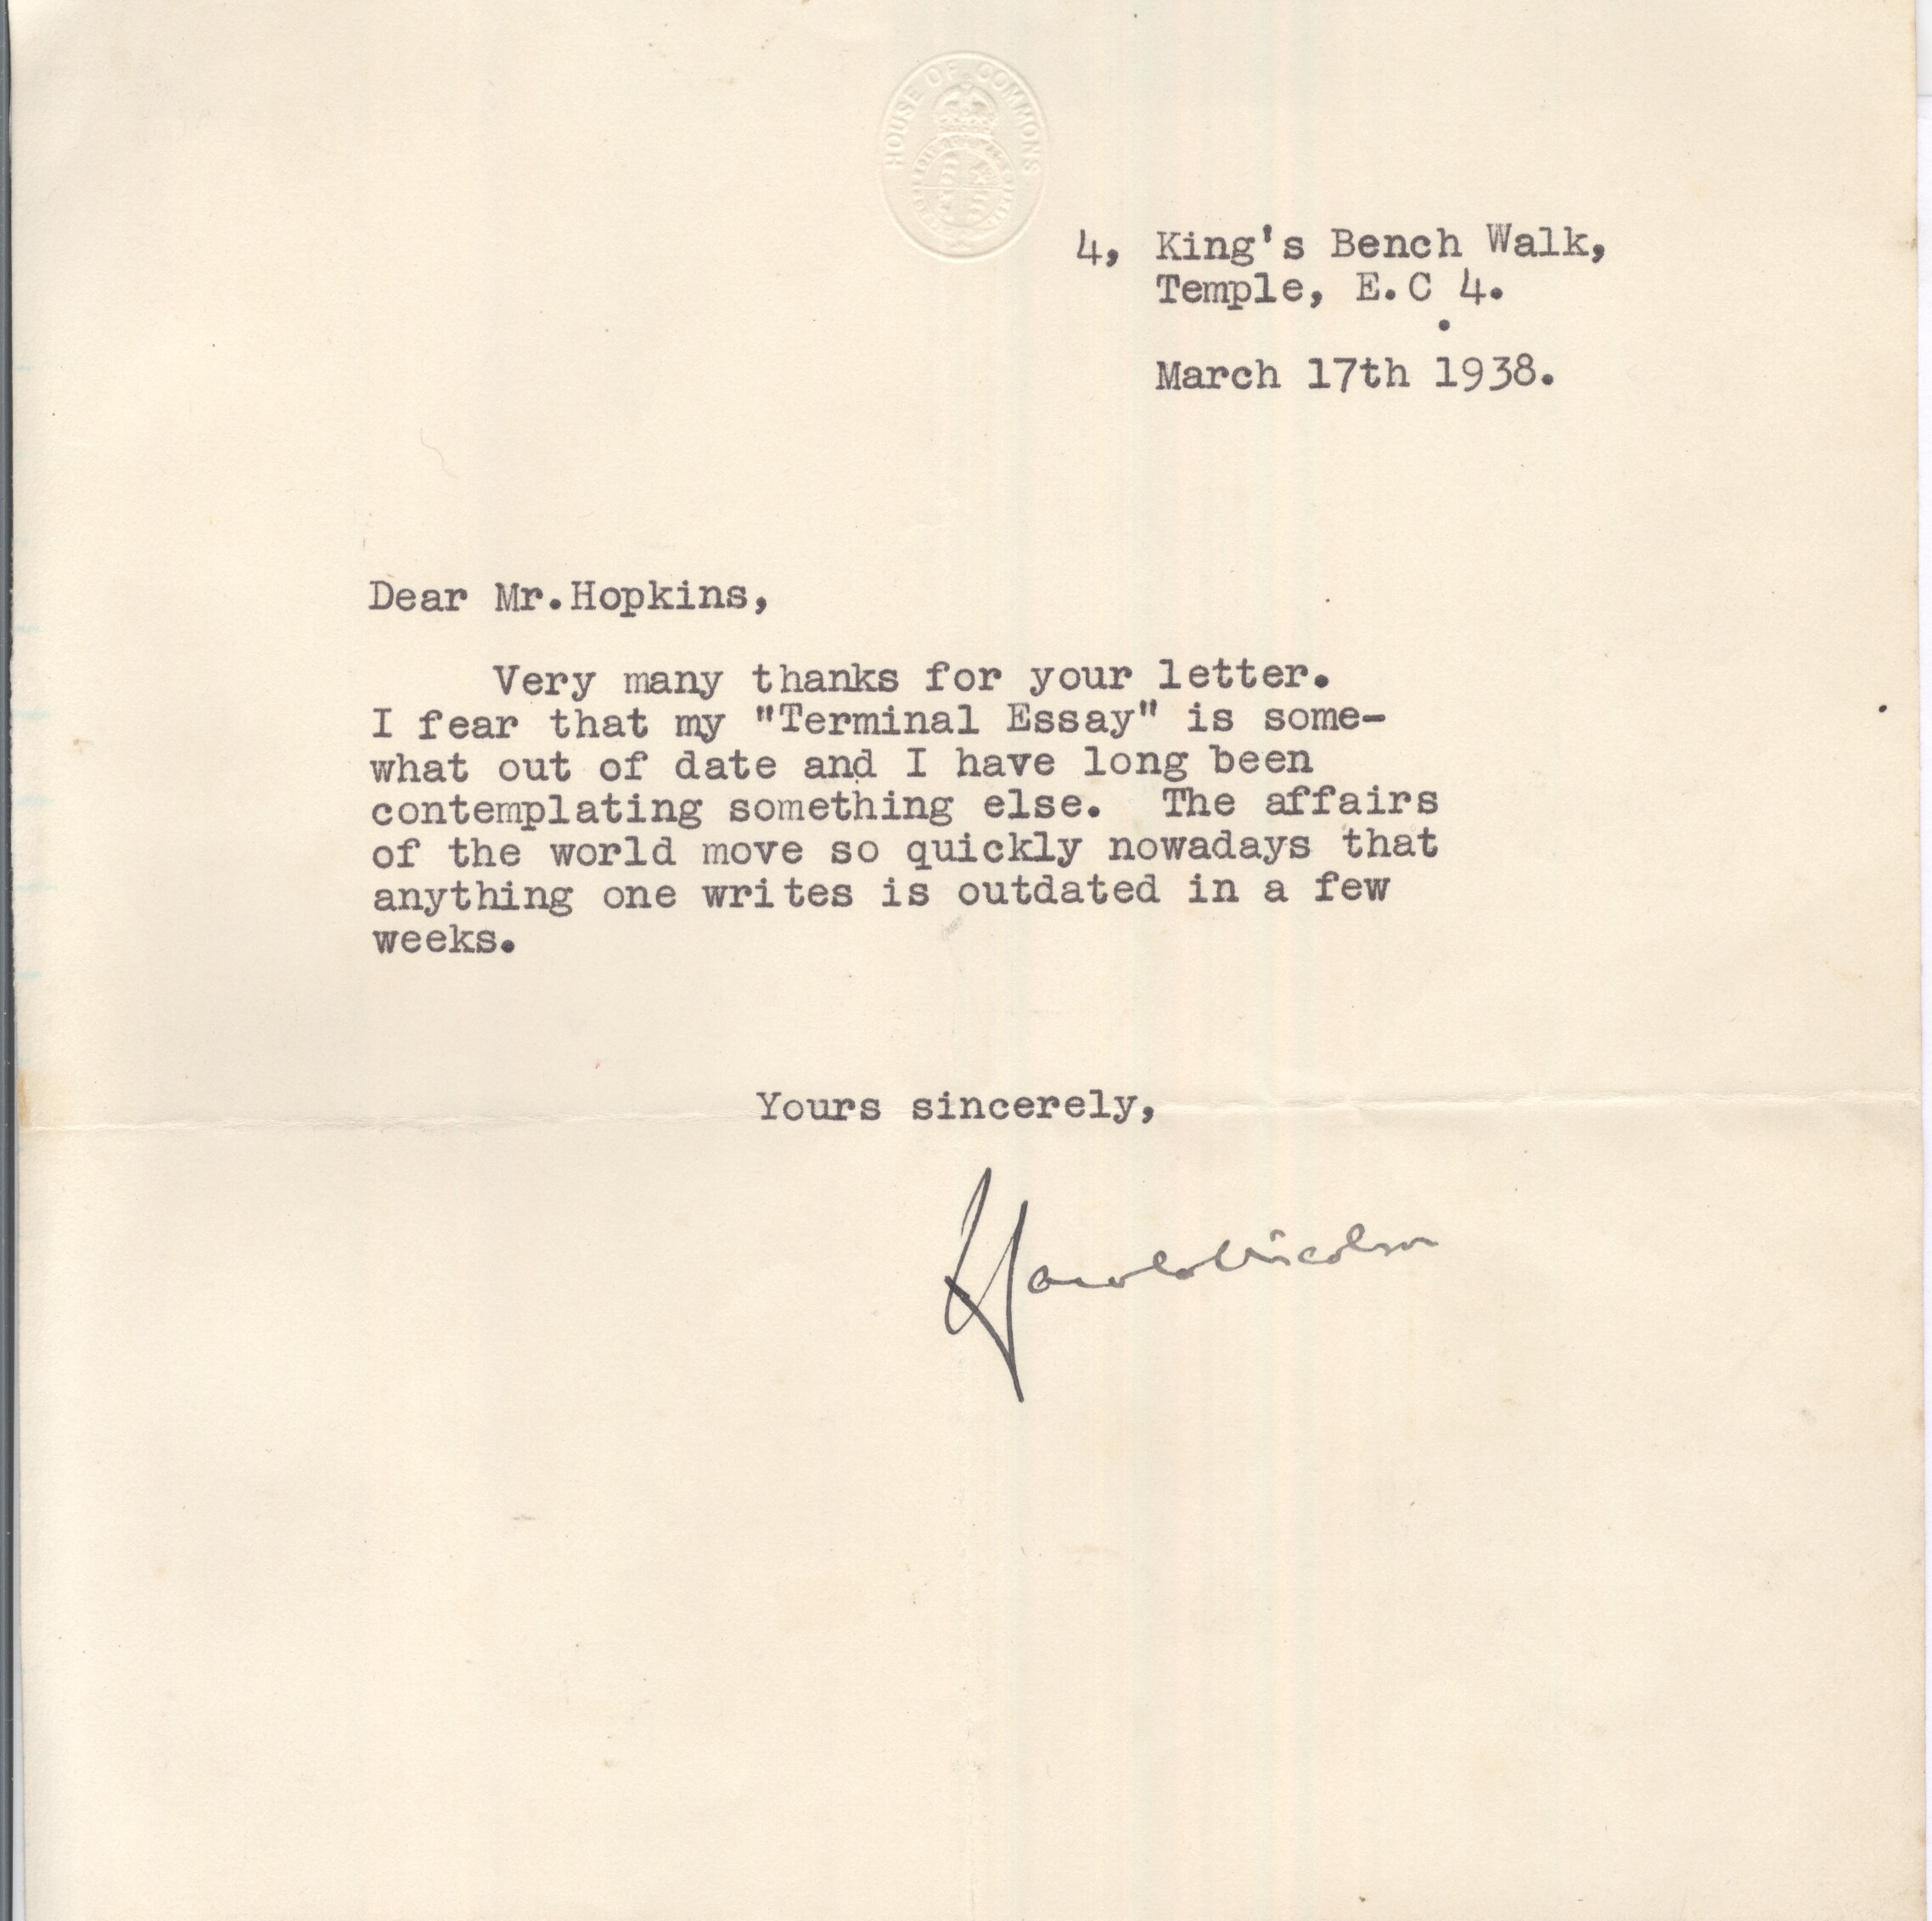 HOUSE OF COMMONS
4, King's Bench Walk,
Temple, E.C 4.
March 17th 1938.
Dear Mr.Hopkins,
Very many thanks for your letter.
I fear that my "Terminal Essay" is some-
what out of date and I have long been
contemplating something else. The affairs
of the world move so quickly nowadays that
anything one writes is outdated in a few
weeks.
Yours sincerely,
Harold Nicolson